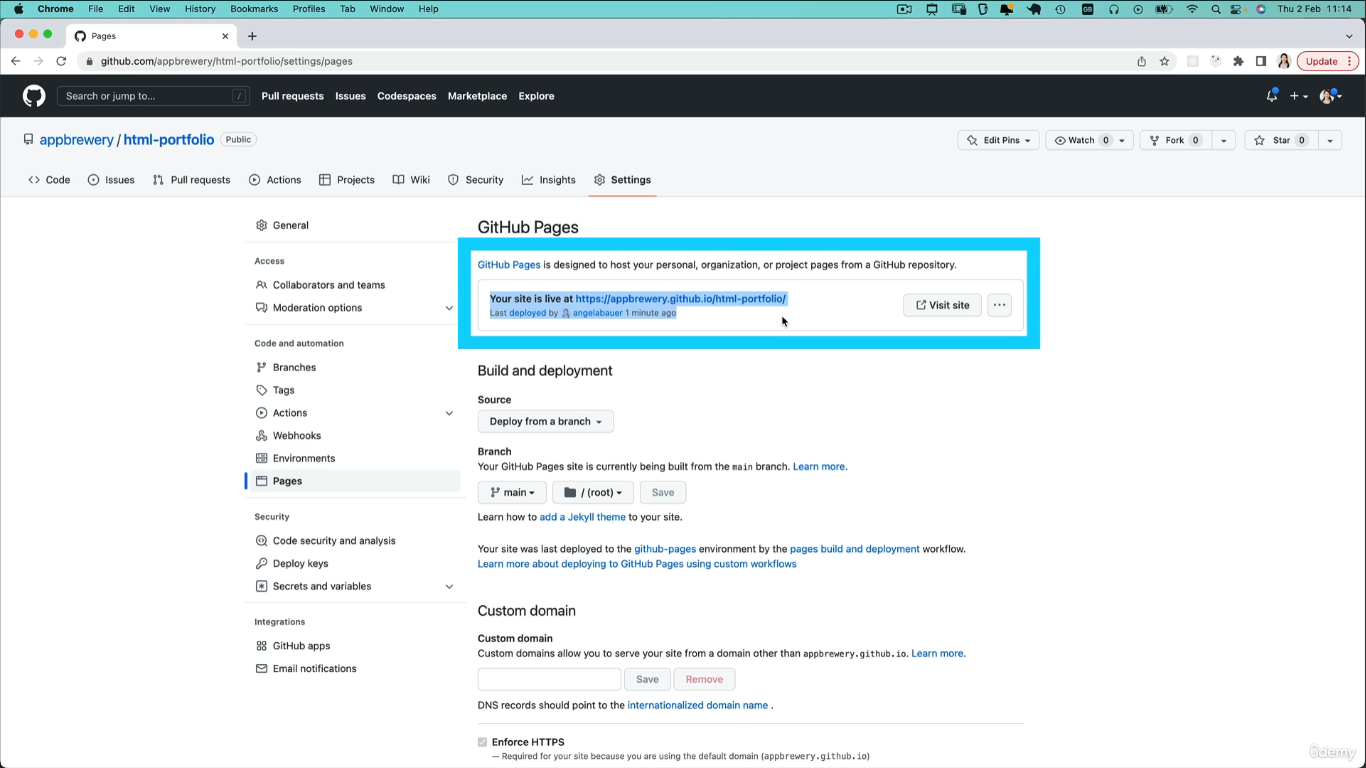 Chrome File Edit View History Bookmarks Profiles Tab Window Help Thu 2 Feb 11:14
Pages
github.com/appbrewery/html-portfolio/settings/pages Update
Search or jump to... / Pull requests Issues Codespaces Marketplace Explore
appbrewery / html-portfolio Public Edit Pins Watch 0 Fork 0 Star 0
Code Issues Pull requests Actions Projects Wiki Security Insights Settings
General
Access
Collaborators and teams
Moderation options
Code and automation
Branches
Tags
Actions
Webhooks
Environments
Pages
Security
Code security and analysis
Deploy keys
Secrets and variables
Integrations
GitHub apps
Email notifications
GitHub Pages
GitHub Pages is designed to host your personal, organization, or project pages from a GitHub repository.
Your site is live at https://appbrewery.github.io/html-portfolio/
Last deployed by angelabauer 1 minute ago
Visit site
Build and deployment
Source
Deploy from a branch
Branch
Your GitHub Pages site is currently being built from the main branch. Learn more.
main / (root) Save
Learn how to add a Jekyll theme to your site.
Your site was last deployed to the github-pages environment by the pages build and deployment workflow.
Learn more about deploying to GitHub Pages using custom workflows
Custom domain
Custom domain
Custom domains allow you to serve your site from a domain other than appbrewery.github.io. Learn more.
Save Remove
DNS records should point to the internationalized domain name .
Enforce HTTPS
— Required for your site because you are using the default domain (appbrewery.github.io)
ûdemy